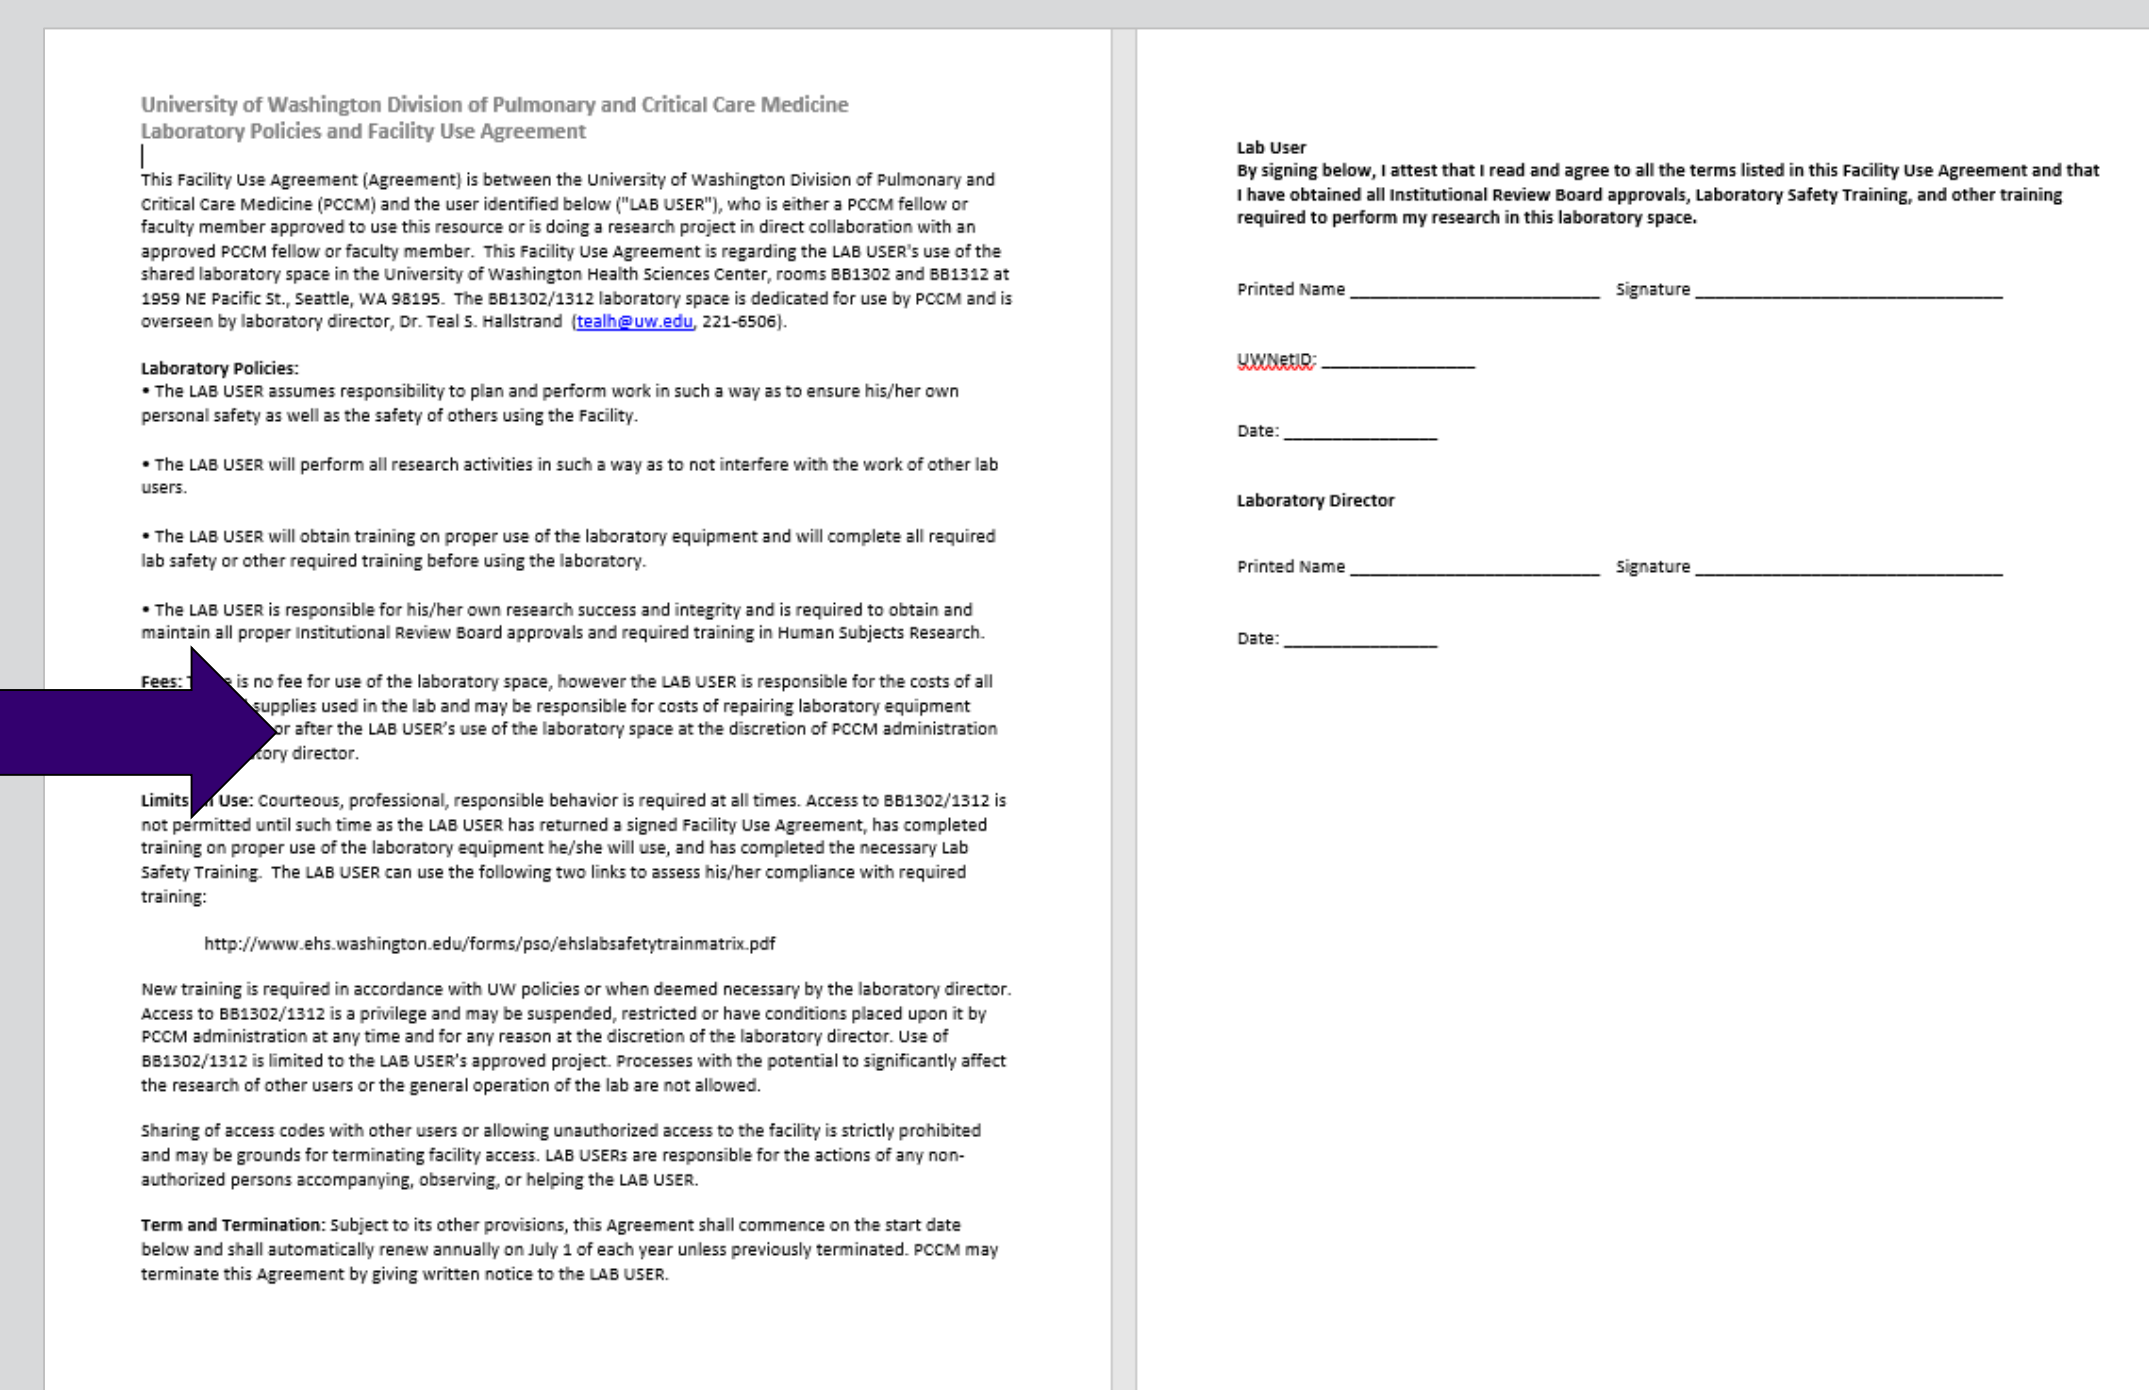 University of Washington Division of Pulmonary and Critical Care Medicine
Laboratory Policies and Facility Use Agreement
This Facility Use Agreement (Agreement) is between the University of Washington Division of Pulmonary and
Critical Care Medicine (PCCM) and the user identified below ("LAB USER"), who is either a PCCM fellow or
faculty member approved to use this resource or is doing a research project in direct collaboration with an
approved PCCM fellow or faculty member.  This Facility Use Agreement is regarding the LAB USER's use of the
shared laboratory space in the University of Washington Health Sciences Center, rooms BB1302 and BB1312 at
1959 NE Pacific St., Seattle, WA 98195.  The BB1302/1312 laboratory space is dedicated for use by PCCM and is
overseen by laboratory director, Dr. Teal S. Hallstrand  (tealh@uw.edu, 221-6506).
Laboratory Policies:
• The LAB USER assumes responsibility to plan and perform work in such a way as to ensure his/her own
personal safety as well as the safety of others using the Facility.
• The LAB USER will perform all research activities in such a way as to not interfere with the work of other lab
users.
• The LAB USER will obtain training on proper use of the laboratory equipment and will complete all required
lab safety or other required training before using the laboratory.
• The LAB USER is responsible for his/her own research success and integrity and is required to obtain and
maintain all proper Institutional Review Board approvals and required training in Human Subjects Research.
Fees: is no fee for use of the laboratory space, however the LAB USER is responsible for the costs of all
supplies used in the lab and may be responsible for costs of repairing laboratory equipment
or after the LAB USER's use of the laboratory space at the discretion of PCCM administration
director.
Limits Use: Courteous, professional, responsible behavior is required at all times. Access to BB1302/1312 is
not permitted until such time as the LAB USER has returned a signed Facility Use Agreement, has completed
training on proper use of the laboratory equipment he/she will use, and has completed the necessary Lab
Safety Training.  The LAB USER can use the following two links to assess his/her compliance with required
training:
http://www.ehs.washington.edu/forms/pso/ehslabsafetytrainmatrix.pdf
New training is required in accordance with UW policies or when deemed necessary by the laboratory director.
Access to BB1302/1312 is a privilege and may be suspended, restricted or have conditions placed upon it by
PCCM administration at any time and for any reason at the discretion of the laboratory director. Use of
BB1302/1312 is limited to the LAB USER's approved project. Processes with the potential to significantly affect
the research of other users or the general operation of the lab are not allowed.
Sharing of access codes with other users or allowing unauthorized access to the facility is strictly prohibited
and may be grounds for terminating facility access. LAB USERs are responsible for the actions of any non-
authorized persons accompanying, observing, or helping the LAB USER.
Term and Termination: Subject to its other provisions, this Agreement shall commence on the start date
below and shall automatically renew annually on July 1 of each year unless previously terminated. PCCM may
terminate this Agreement by giving written notice to the LAB USER.
Lab User
By signing below, I attest that I read and agree to all the terms listed in this Facility Use Agreement and that
I have obtained all Institutional Review Board approvals, Laboratory Safety Training, and other training
required to perform my research in this laboratory space.
Printed Name __________________________ Signature ________________________________
UWNetID: ________________
Date: ________________
Laboratory Director
Printed Name __________________________ Signature ________________________________
Date: ________________